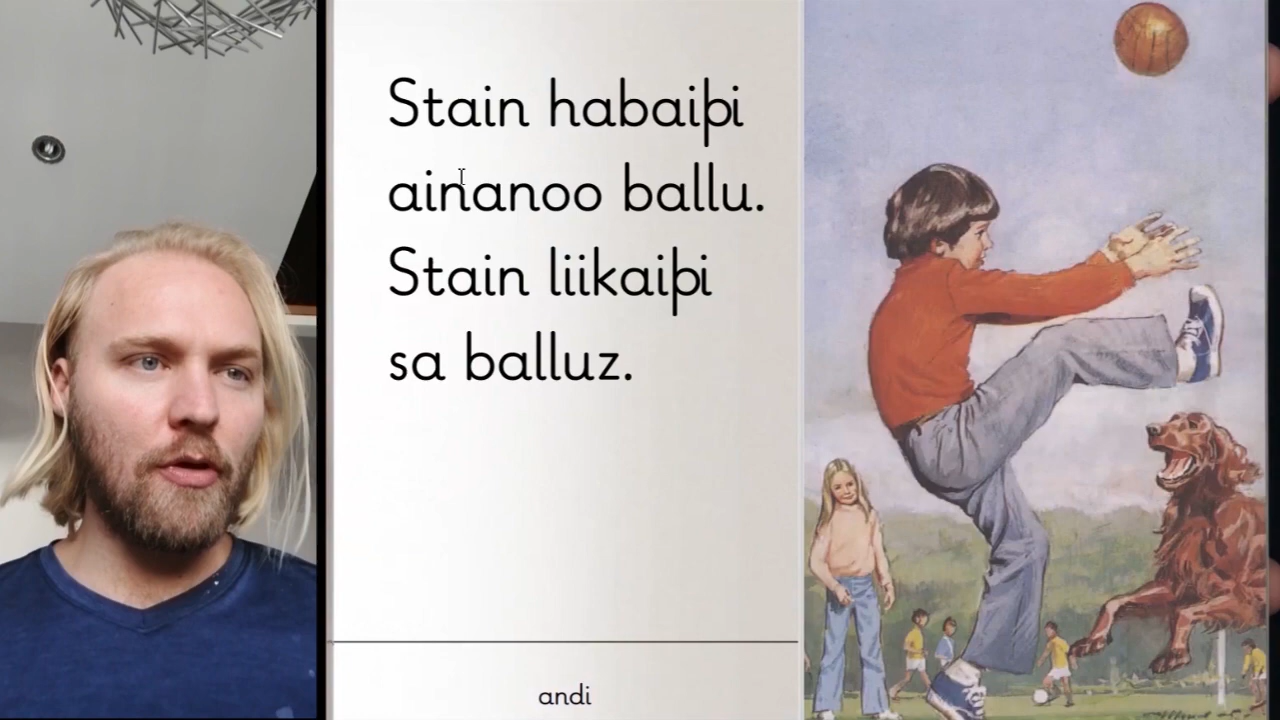 Stain habaiþi
ainanoo ballu.
Stain liikaiþi
sa balluz.
andi